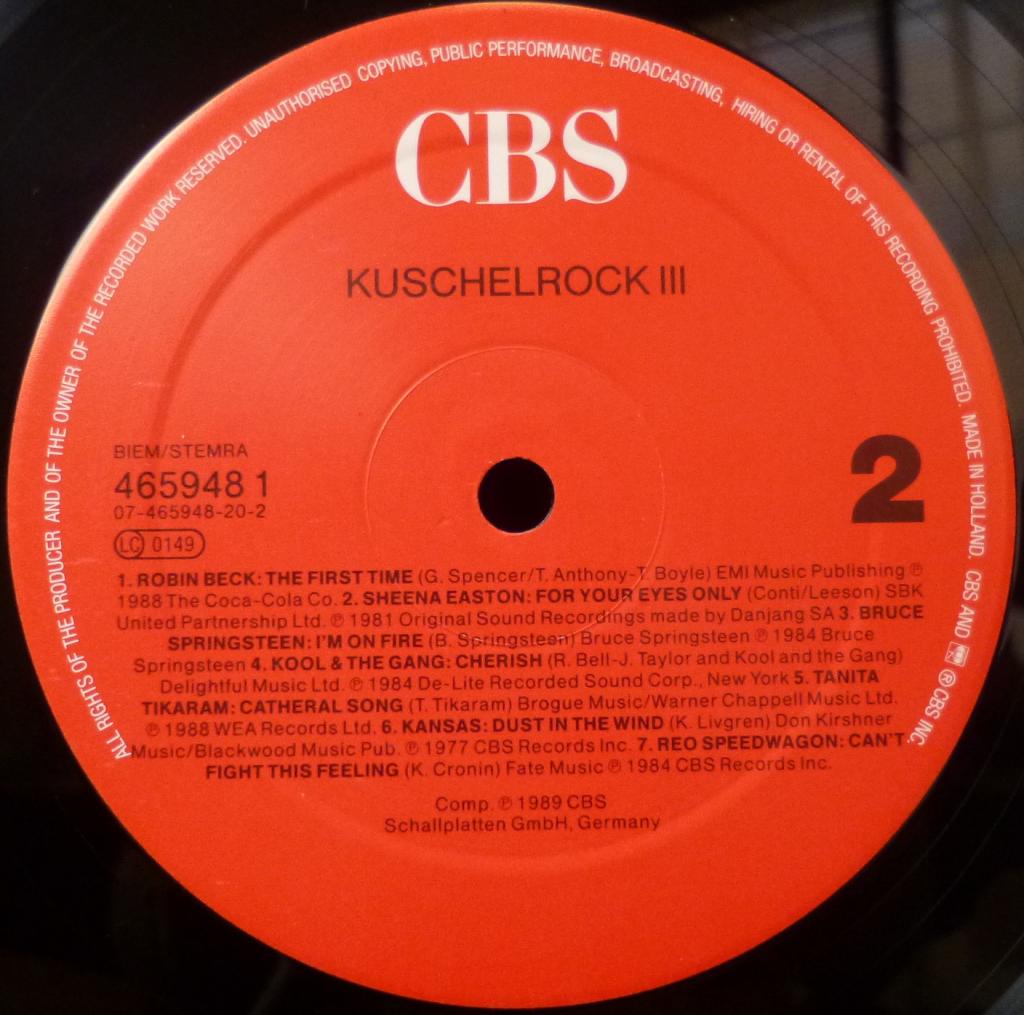 ALL RIGHTS OF THE PRODUCER AND OF THE OWNER OF THE RECORDED WORK RESERVED. UNAUTHORISED COPYING, PUBLIC PERFORMANCE, BROADCASTING, HIRING OR RENTAL OF THIS RECORDING PROHIBITED. MADE IN HOLLAND. CBS AND ® CBS INC.
CBS
KUSCHELROCK III
BIEM/STEMRA
465948 1
07-465948-20-2
LC 0149
2
1. ROBIN BECK: THE FIRST TIME (G. Spencer/T. Anthony-T. Boyle) EMI Music Publishing ℗
1988 The Coca-Cola Co. 2. SHEENA EASTON: FOR YOUR EYES ONLY (Conti/Leeson) SBK
United Partnership Ltd. ℗ 1981 Original Sound Recordings made by Danjang SA 3. BRUCE
SPRINGSTEEN: I'M ON FIRE (B. Springsteen) Bruce Springsteen ℗ 1984 Bruce
Springsteen 4. KOOL & THE GANG: CHERISH (R. Bell-J. Taylor and Kool and the Gang)
Delightful Music Ltd. ℗ 1984 De-Lite Recorded Sound Corp., New York 5. TANITA
TIKARAM: CATHERAL SONG (T. Tikaram) Brogue Music/Warner Chappell Music Ltd.
℗ 1988 WEA Records Ltd. 6. KANSAS: DUST IN THE WIND (K. Livgren) Don Kirshner
Music/Blackwood Music Pub. ℗ 1977 CBS Records Inc. 7. REO SPEEDWAGON: CAN'T
FIGHT THIS FEELING (K. Cronin) Fate Music ℗ 1984 CBS Records Inc.
Comp. ℗ 1989 CBS
Schallplatten GmbH, Germany